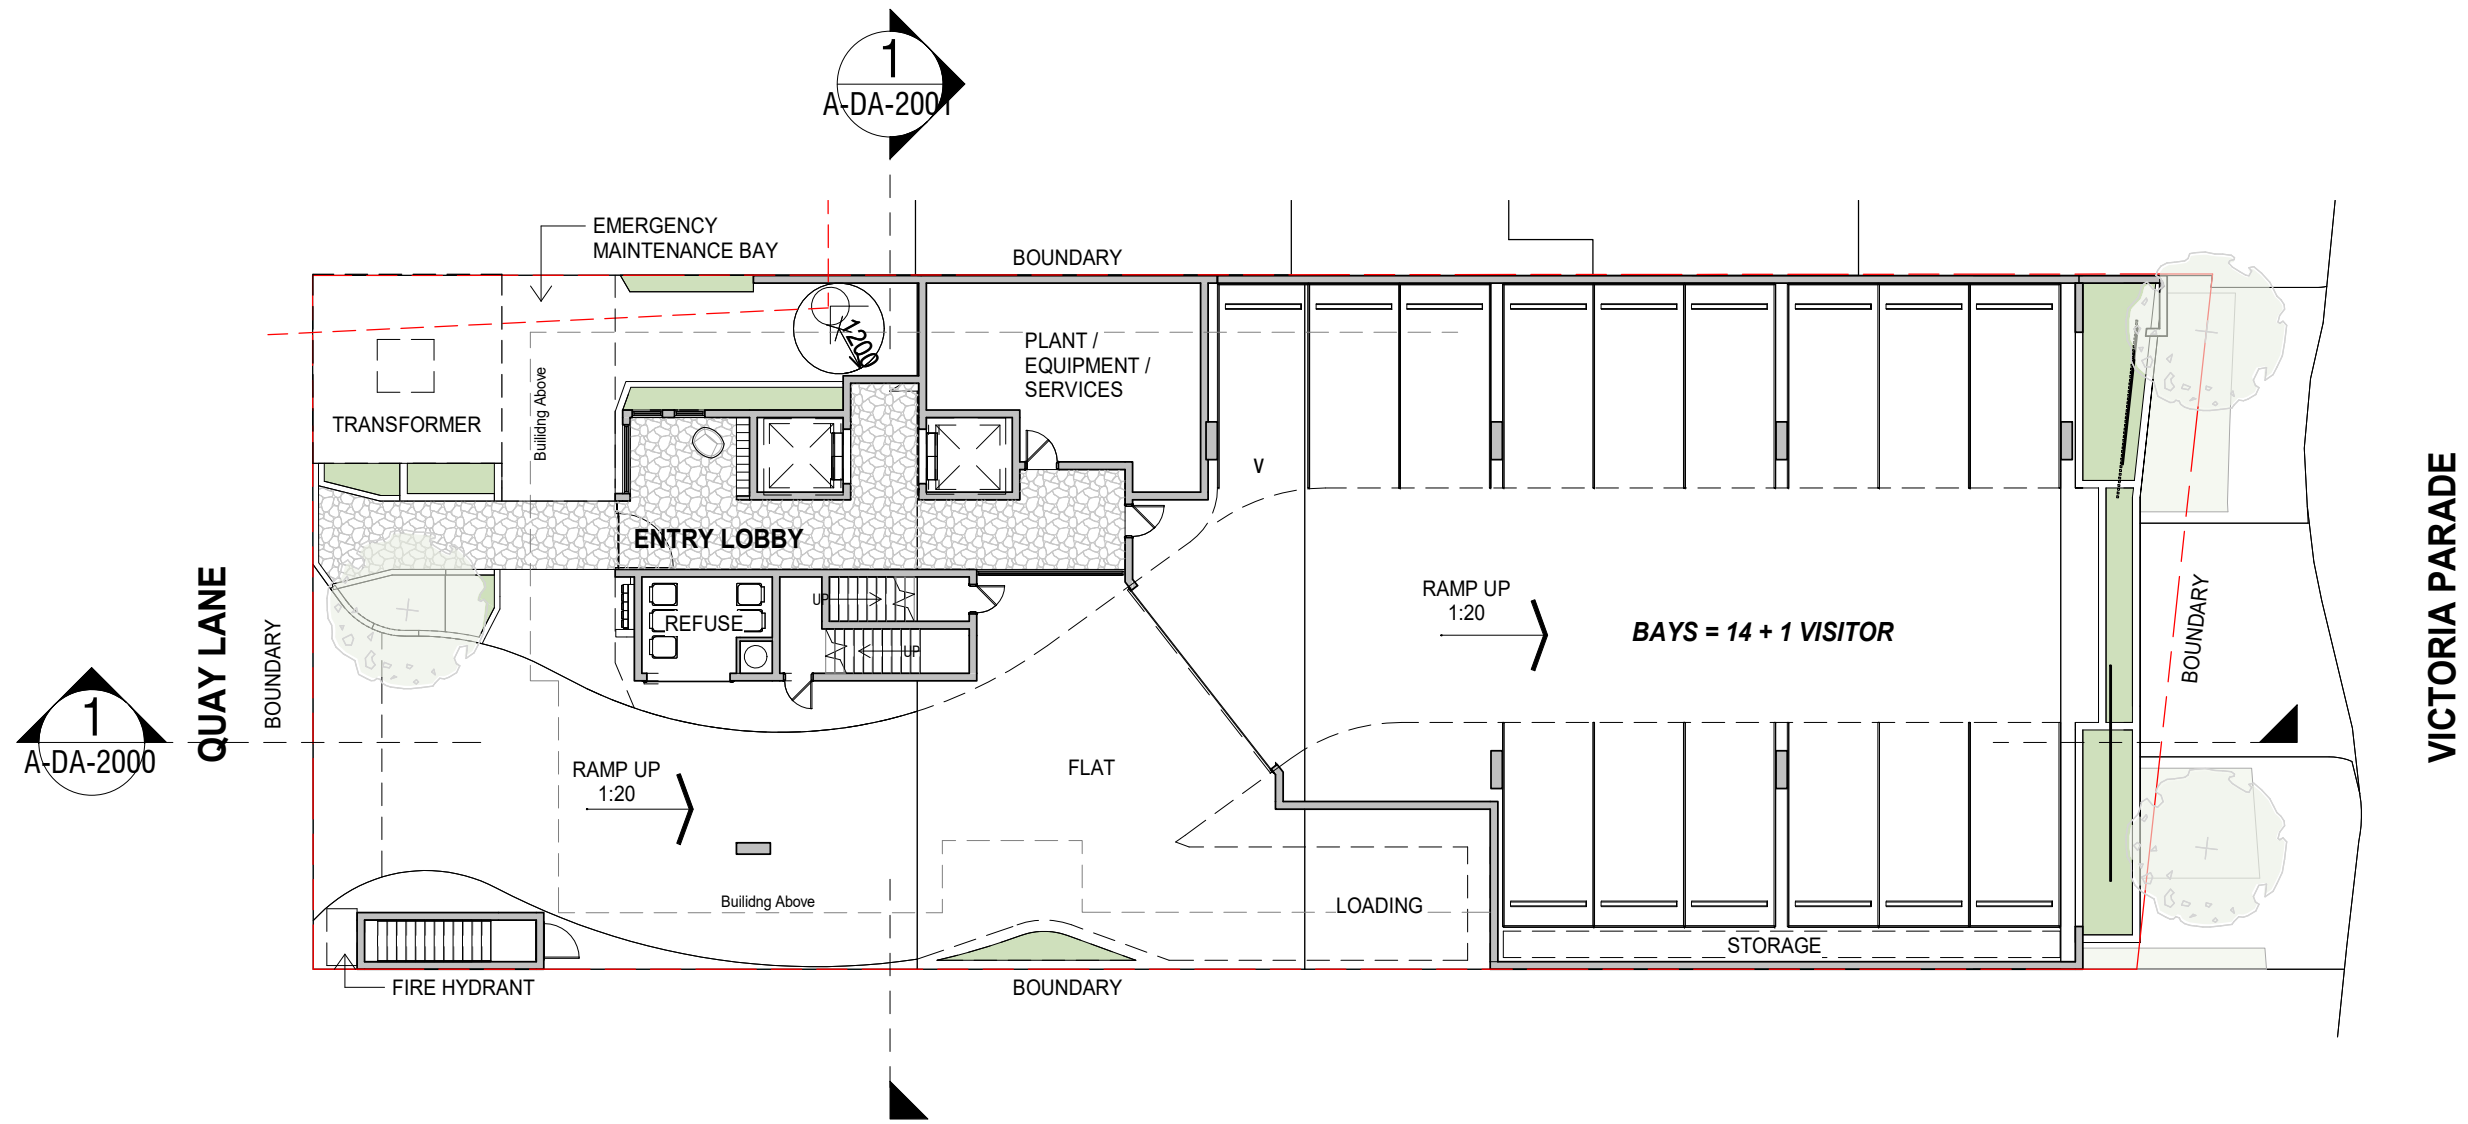 1
A-DA-2001
EMERGENCY
MAINTENANCE BAY
BOUNDARY
1200
PLANT /
EQUIPMENT /
SERVICES
TRANSFORMER
Builidng Above
V
ENTRY LOBBY
QUAY LANE
BOUNDARY
REFUSE
UP
UP
RAMP UP
1:20
BAYS = 14 + 1 VISITOR
BOUNDARY
VICTORIA PARADE
1
A-DA-2000
RAMP UP
1:20
FLAT
Builidng Above
LOADING
STORAGE
FIRE HYDRANT
BOUNDARY